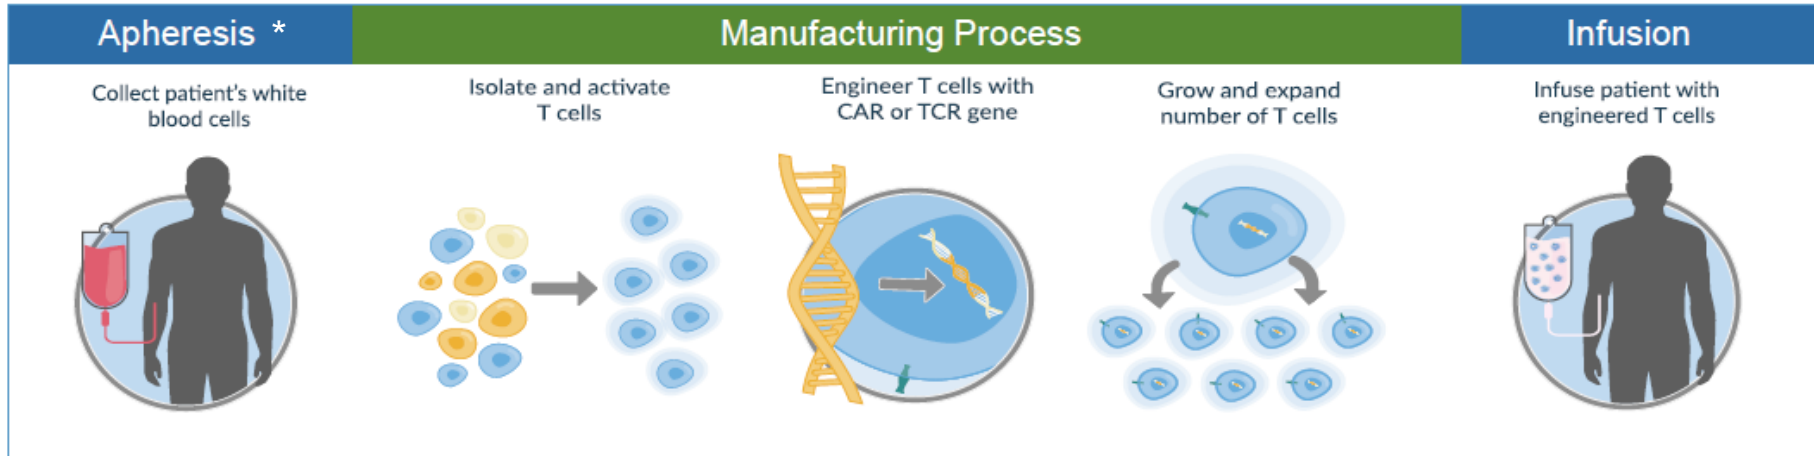 Apheresis *
Manufacturing Process
Infusion
Collect patient's white
blood cells
Isolate and activate
T cells
Engineer T cells with
CAR or TCR gene
Grow and expand
number of T cells
Infuse patient with
engineered T cells